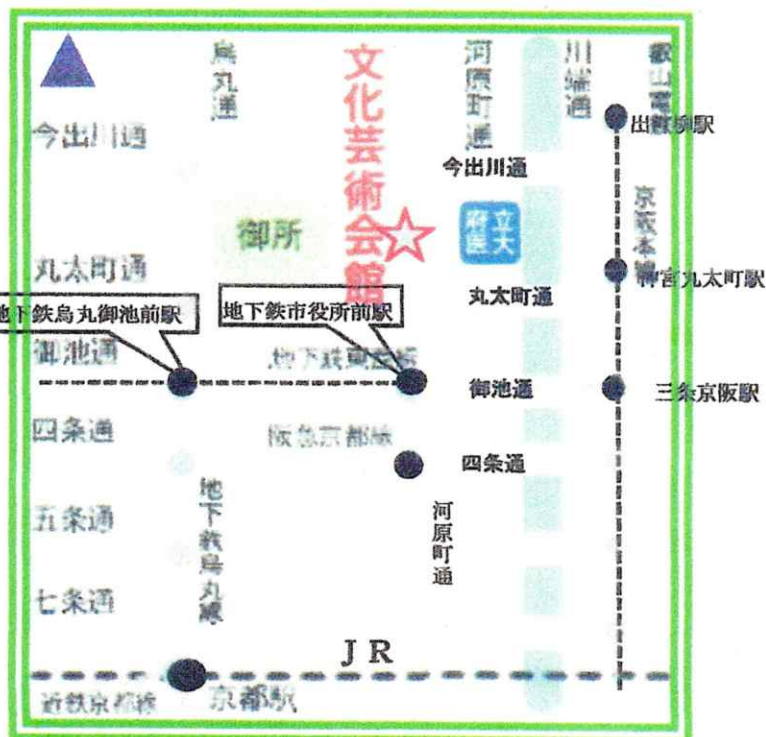 烏丸通
文化芸術会館
河原町通
川端通
叡山電鉄
今出川通
今出川通
出町柳駅
御所
府立
医大
京阪本線
丸太町通
丸太町通
神宮丸太町駅
地下鉄烏丸御池前駅
地下鉄市役所前駅
御池通
地下鉄東西線
御池通
三条京阪駅
四条通
阪急京都線
四条通
地下鉄烏丸線
河原町通
五条通
七条通
JR
近鉄京都線
京都駅